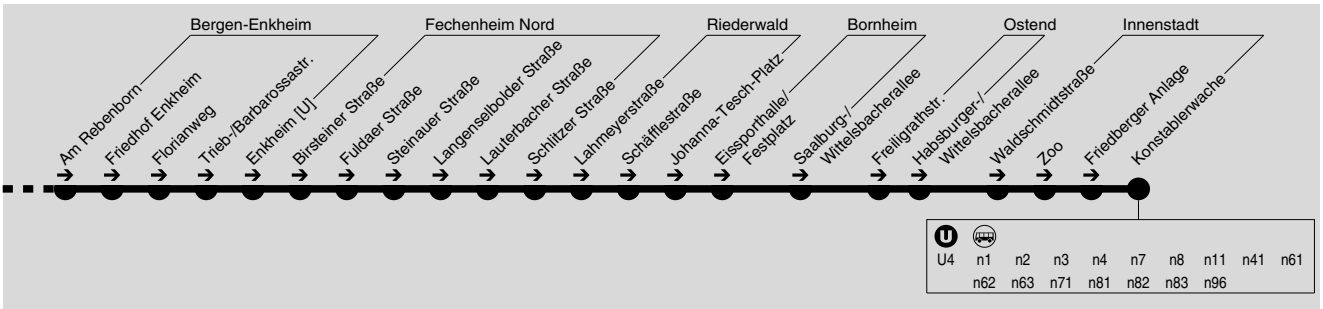 Bergen-Enkheim
Fechenheim Nord
Riederwald
Bornheim
Ostend
Innenstadt
Am Rebenborn
Friedhof Enkheim
Florianweg
Trieb-/Barbarossastr.
Enkheim [U]
Birsteiner Straße
Fuldaer Straße
Steinauer Straße
Langenselbolder Straße
Lauterbacher Straße
Schlitzer Straße
Lahmeyerstraße
Schäfflestraße
Johanna-Tesch-Platz
Eissporthalle/
Festplatz
Saalburg-/
Wittelsbacherallee
Freiligrathstr.
Habsburger-/
Wittelsbacherallee
Waldschmidtstraße
Zoo
Friedberger Anlage
Konstablerwache
U
U4 n1 n2 n3 n4 n7 n8 n11 n41 n61
n62 n63 n71 n81 n82 n83 n96